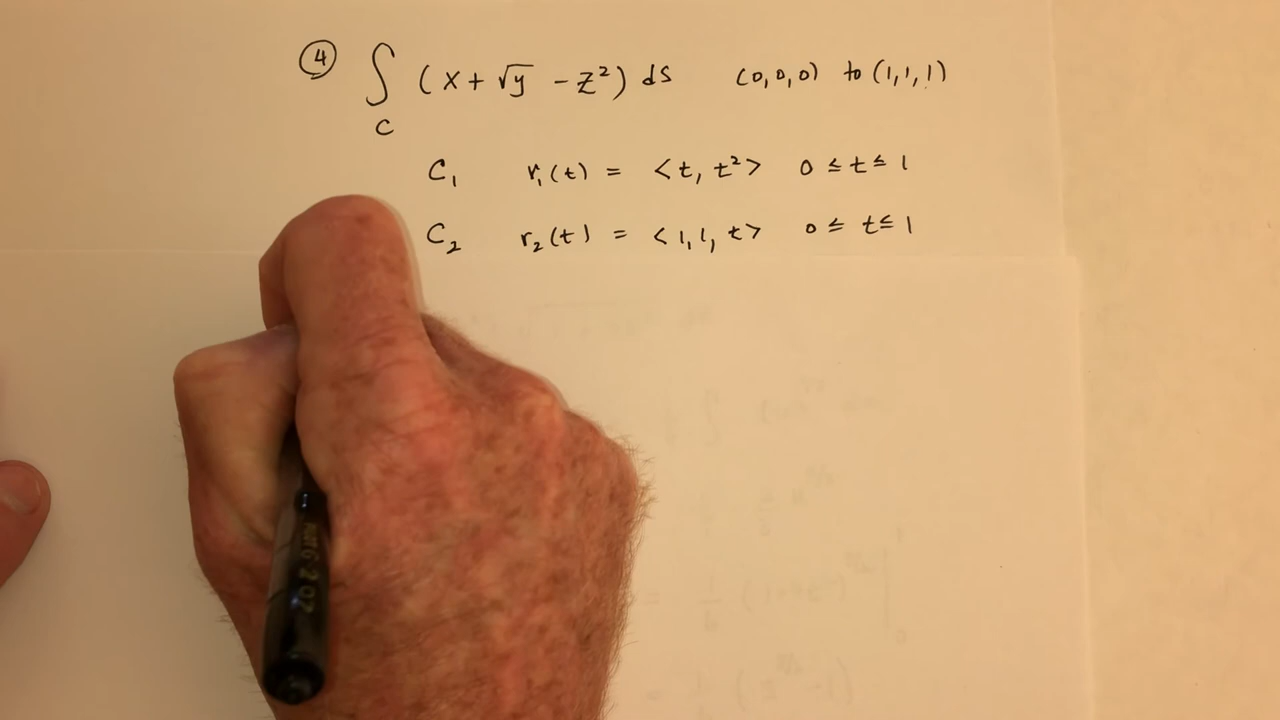 ④ ∫ (x + √y − z²) ds (0,0,0) to (1,1,1)
C
C₁ r₁(t) = <t, t²> 0 ≤ t ≤ 1
C₂ r₂(t) = <1, 1, t> 0 ≤ t ≤ 1